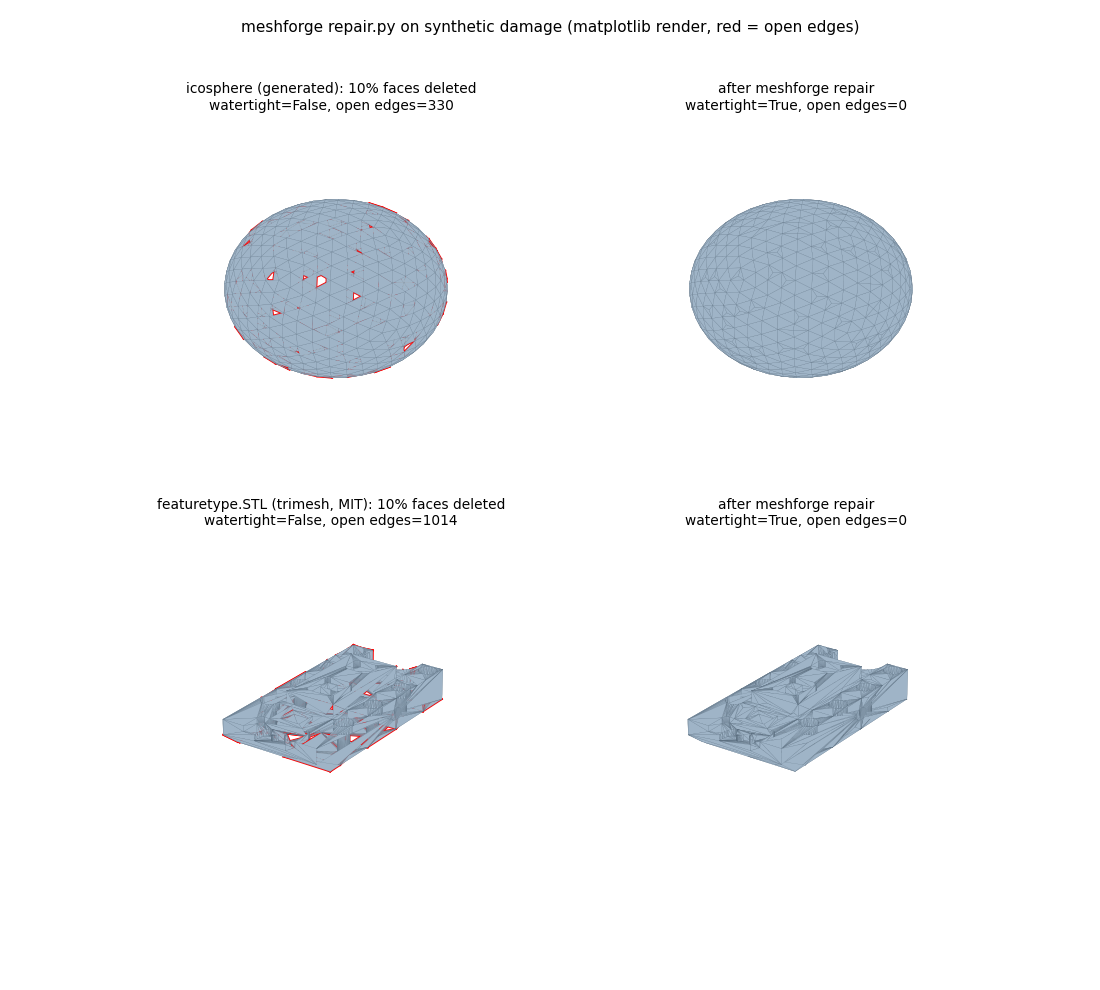 meshforge repair.py on synthetic damage (matplotlib render, red = open edges)
icosphere (generated): 10% faces deleted
watertight=False, open edges=330
after meshforge repair
watertight=True, open edges=0
featuretype.STL (trimesh, MIT): 10% faces deleted
watertight=False, open edges=1014
after meshforge repair
watertight=True, open edges=0